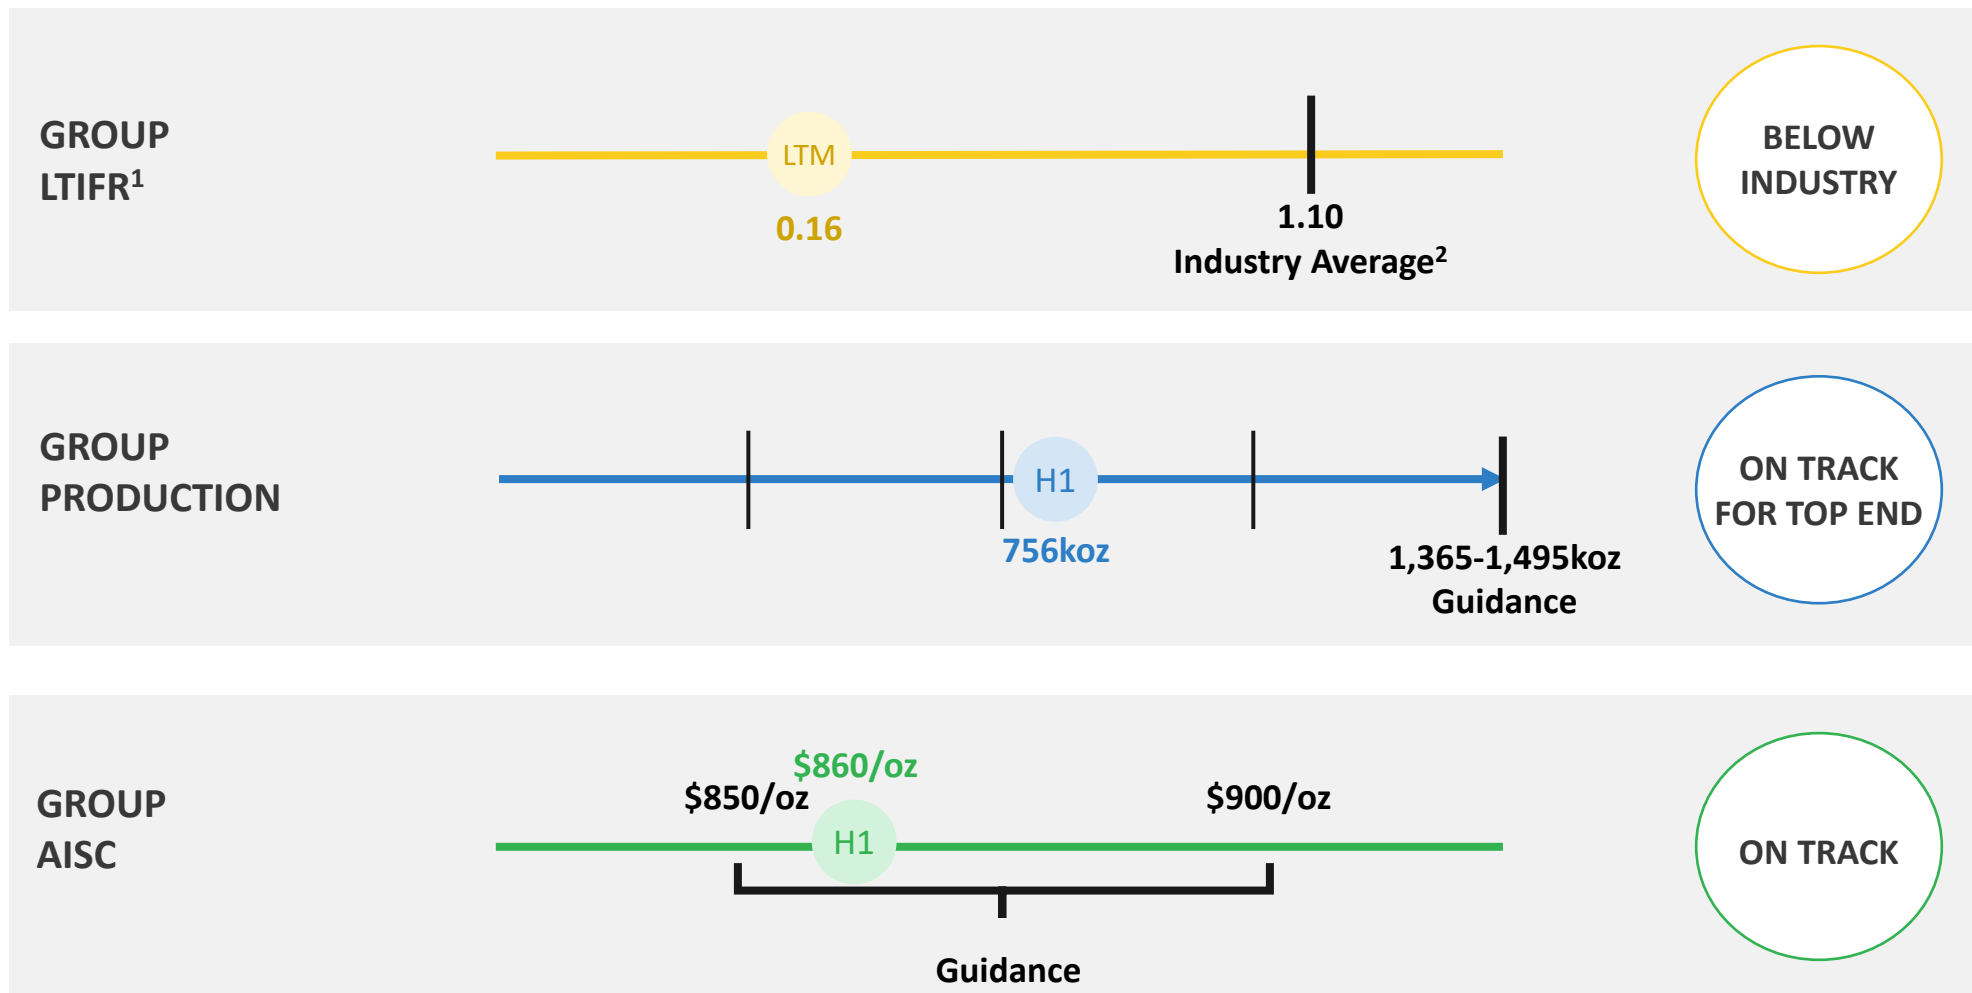 GROUP
LTIFR¹
LTM
0.16
1.10
Industry Average²
BELOW
INDUSTRY
GROUP
PRODUCTION
H1
756koz
1,365-1,495koz
Guidance
ON TRACK
FOR TOP END
GROUP
AISC
$850/oz
$860/oz
H1
$900/oz
Guidance
ON TRACK